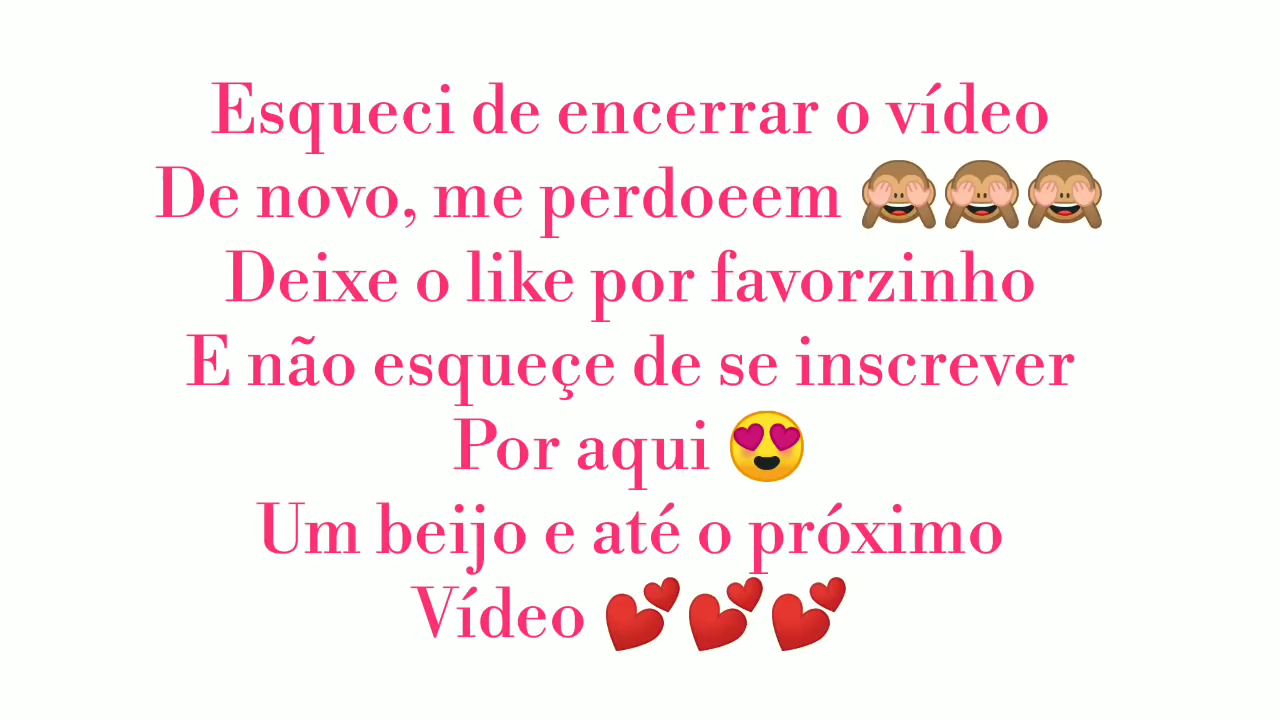 Esqueci de encerrar o vídeo
De novo, me perdoeem 🙈🙈🙈
Deixe o like por favorzinho
E não esqueçe de se inscrever
Por aqui 😍
Um beijo e até o próximo
Vídeo 💕💕💕